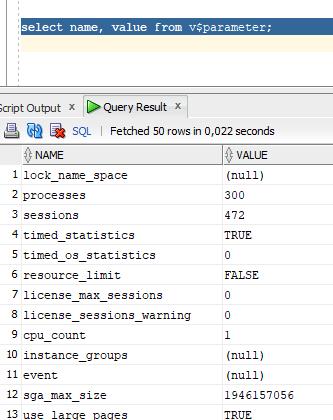 select name, value from v$parameter;
Script Output × Query Result ×
SQL | Fetched 50 rows in 0,022 seconds
NAME VALUE
1 lock_name_space (null)
2 processes 300
3 sessions 472
4 timed_statistics TRUE
5 timed_os_statistics 0
6 resource_limit FALSE
7 license_max_sessions 0
8 license_sessions_warning 0
9 cpu_count 1
10 instance_groups (null)
11 event (null)
12 sga_max_size 1946157056
13 use_large_pages TRUE